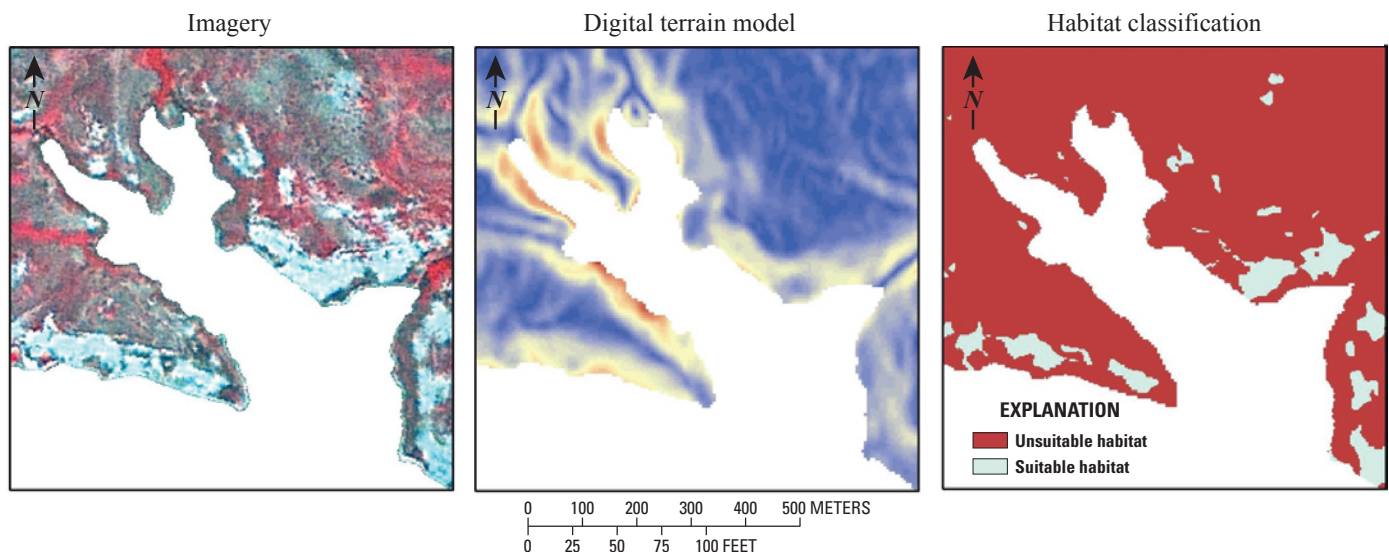 Imagery
Digital terrain model
Habitat classification
N
N
N
EXPLANATION
Unsuitable habitat
Suitable habitat
0 100 200 300 400 500 METERS
0 25 50 75 100 FEET